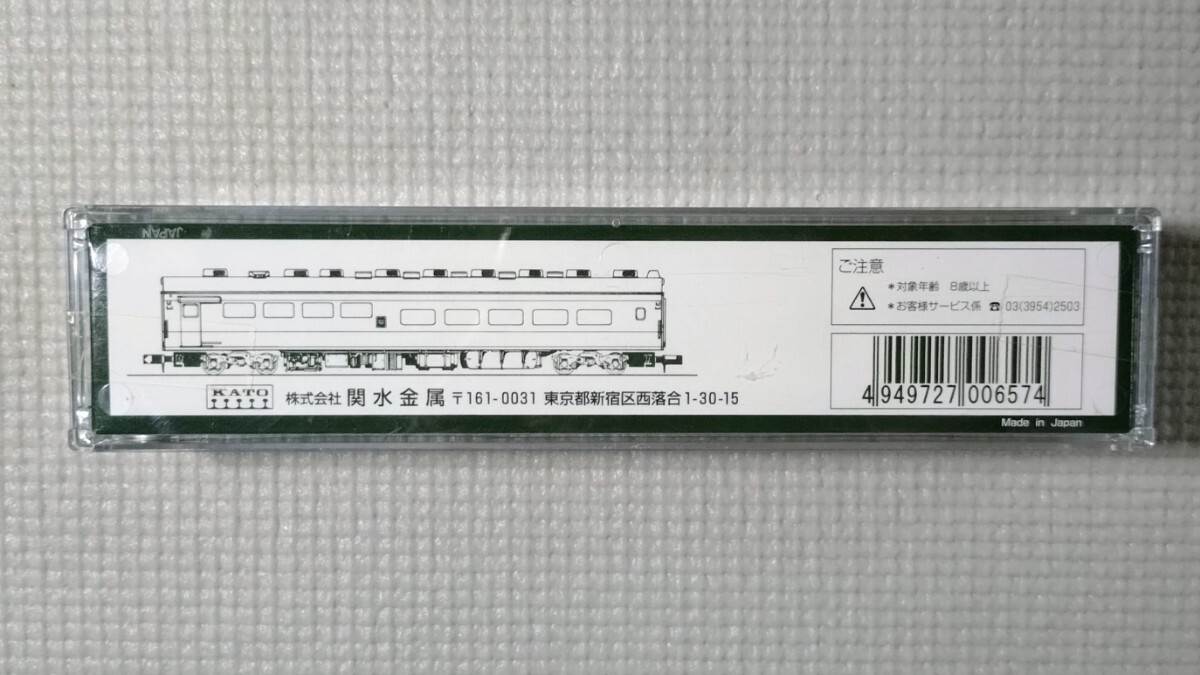 JAPAN
ご注意
*対象年齢 8歳以上
*お客様サービス係 ☎ 03(3954)2503
KATO
株式会社 関水金属 〒161-0031 東京都新宿区西落合1-30-15
4 949727 006574
Made in Japan